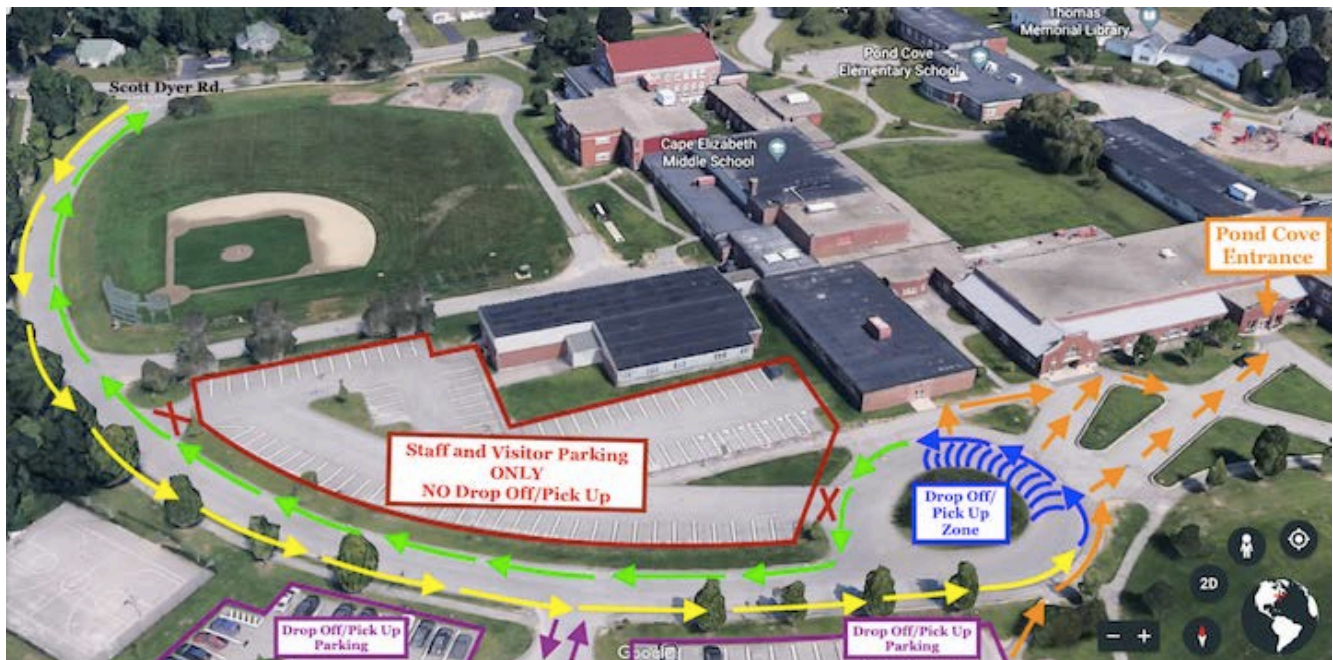 Thomas
Memorial Library
Pond Cove
Elementary School
Scott Dyer Rd.
Cape Elizabeth
Middle School
Pond Cove
Entrance
X
Staff and Visitor Parking
ONLY
NO Drop Off/Pick Up
X
Drop Off/
Pick Up
Zone
2D
Drop Off/Pick Up
Parking
Drop Off/Pick Up
Parking
Google